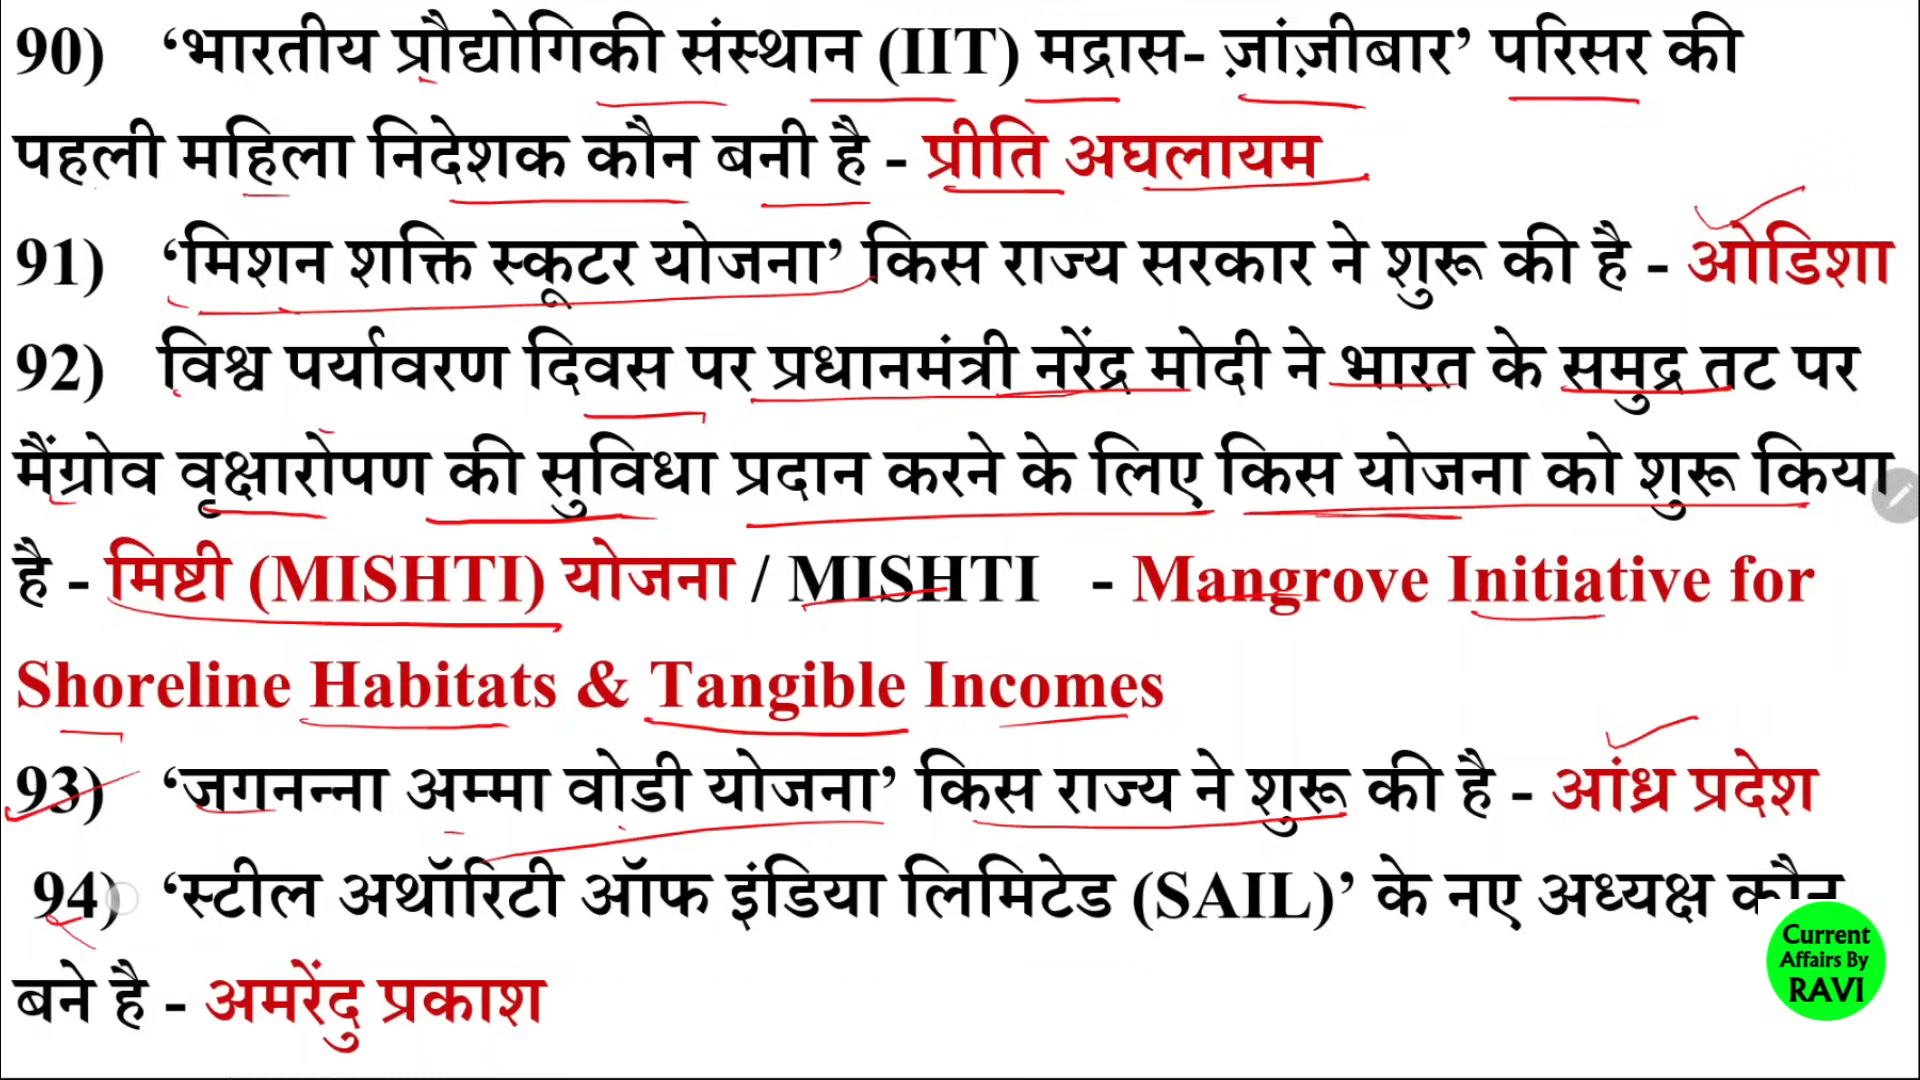 90) ‘भारतीय प्रौद्योगिकी संस्थान (IIT) मद्रास- ज़ांज़ीबार’ परिसर की
पहली महिला निदेशक कौन बनी है - प्रीति अघलायम
91) ‘मिशन शक्ति स्कूटर योजना’ किस राज्य सरकार ने शुरू की है - ओडिशा
92) विश्व पर्यावरण दिवस पर प्रधानमंत्री नरेंद्र मोदी ने भारत के समुद्र तट पर
मैंग्रोव वृक्षारोपण की सुविधा प्रदान करने के लिए किस योजना को शुरू किया
है - मिष्टी (MISHTI) योजना / MISHTI - Mangrove Initiative for
Shoreline Habitats & Tangible Incomes
93) ‘जगनन्ना अम्मा वोडी योजना’ किस राज्य ने शुरू की है - आंध्र प्रदेश
94) ‘स्टील अथॉरिटी ऑफ इंडिया लिमिटेड (SAIL)’ के नए अध्यक्ष कौन
बने है - अमरेंदु प्रकाश
Current
Affairs By
RAVI